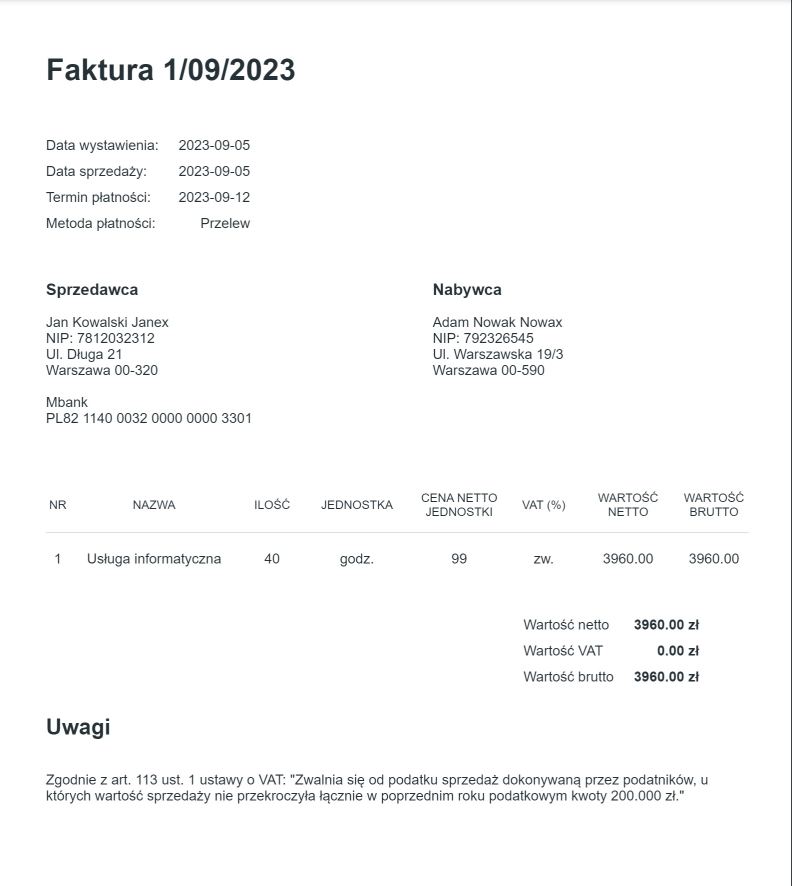 Faktura 1/09/2023
Data wystawienia: 2023-09-05
Data sprzedaży: 2023-09-05
Termin płatności: 2023-09-12
Metoda płatności: Przelew
Sprzedawca
Jan Kowalski Janex
NIP: 7812032312
Ul. Długa 21
Warszawa 00-320
Mbank
PL82 1140 0032 0000 0000 3301
Nabywca
Adam Nowak Nowax
NIP: 792326545
Ul. Warszawska 19/3
Warszawa 00-590
NR NAZWA ILOŚĆ JEDNOSTKA CENA NETTO JEDNOSTKI VAT (%) WARTOŚĆ NETTO WARTOŚĆ BRUTTO
1 Usługa informatyczna 40 godz. 99 zw. 3960.00 3960.00
Wartość netto 3960.00 zł
Wartość VAT 0.00 zł
Wartość brutto 3960.00 zł
Uwagi
Zgodnie z art. 113 ust. 1 ustawy o VAT: "Zwalnia się od podatku sprzedaż dokonywaną przez podatników, u
których wartość sprzedaży nie przekroczyła łącznie w poprzednim roku podatkowym kwoty 200.000 zł."